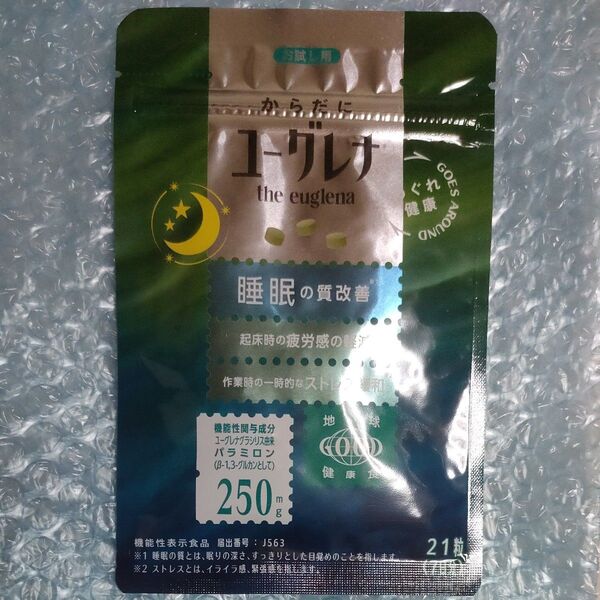 お試し用
からだに
ユーグレナ
the euglena
GOES AROUND
ぐれ
健康
睡眠の質改善
起床時の疲労感の軽減
作業時の一時的なストレス
地球
健康食
機能性関与成分
ユーグレナグラシリス由来
パラミロン
(β-1,3-グルカンとして)
250mg
機能性表示食品 届出番号:J563
21粒
※1 睡眠の質とは、眠りの深さ、すっきりとした目覚めのことを指します。
※2 ストレスとは、イライラ感、緊張感を指します。